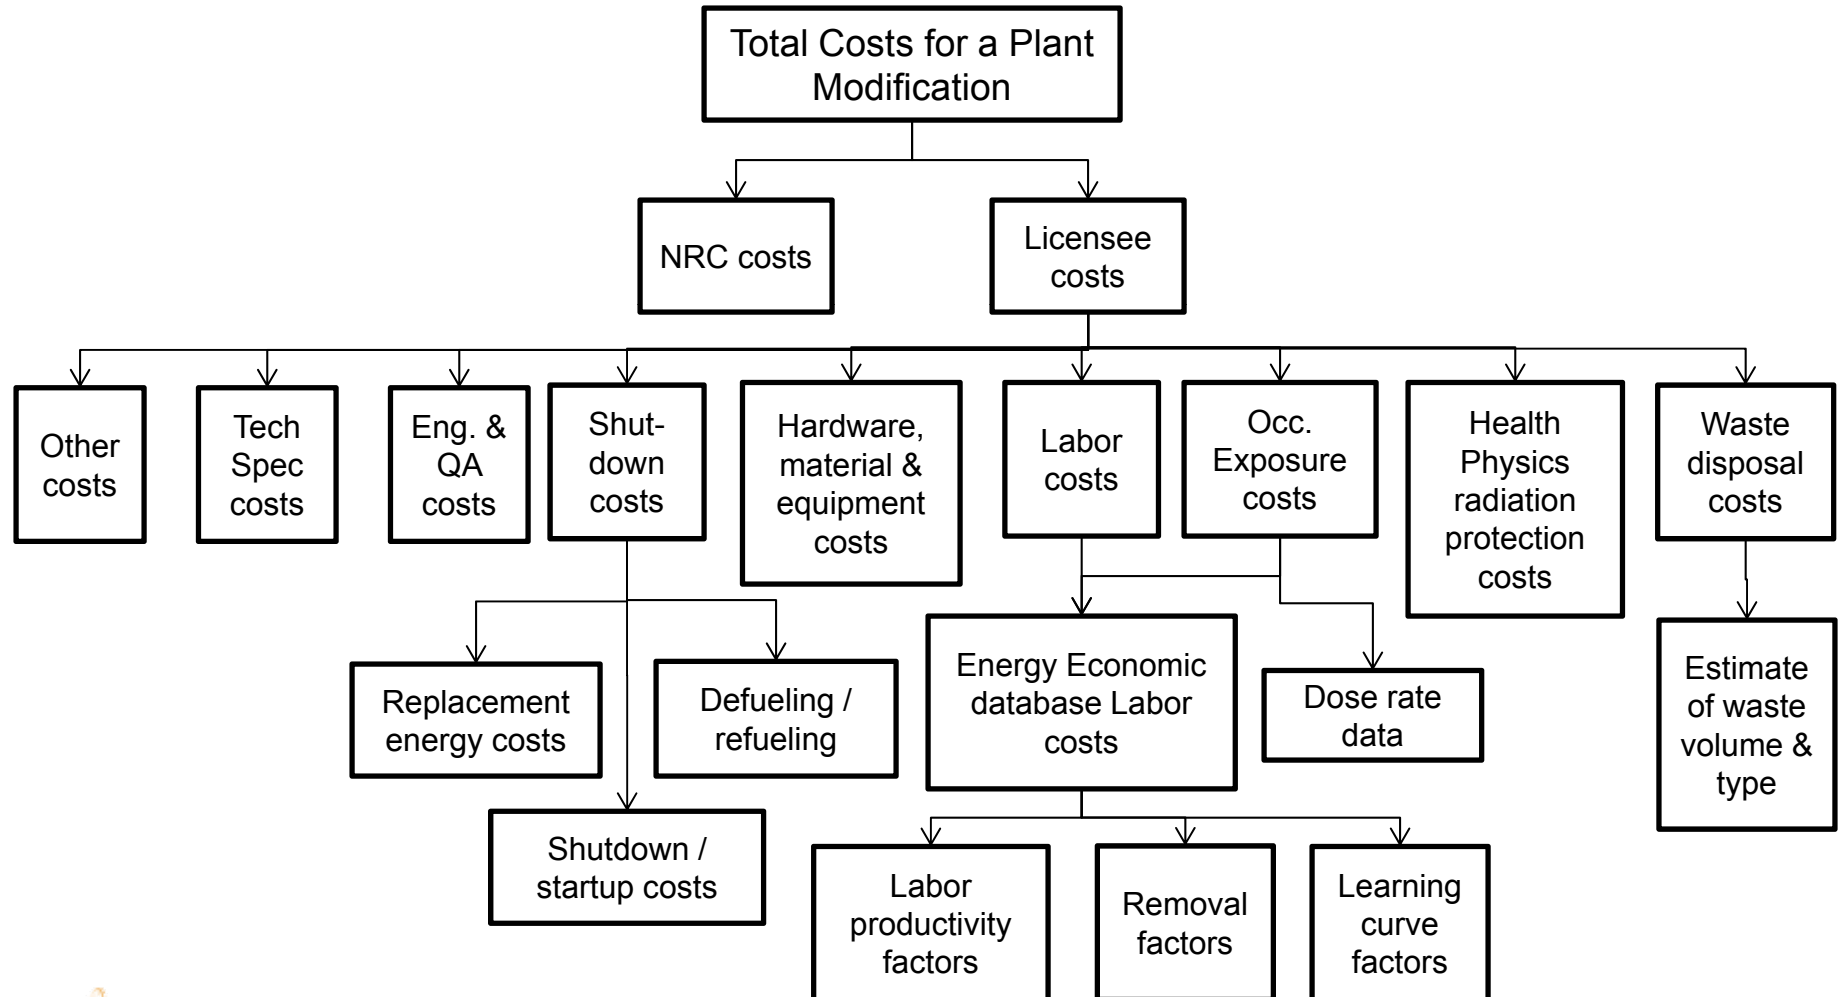 Total Costs for a Plant
Modification
NRC costs
Licensee
costs
Other
costs
Tech
Spec
costs
Eng. &
QA
costs
Shut-
down
costs
Hardware,
material &
equipment
costs
Labor
costs
Occ.
Exposure
costs
Health
Physics
radiation
protection
costs
Waste
disposal
costs
Replacement
energy costs
Defueling /
refueling
Energy Economic
database Labor
costs
Dose rate
data
Estimate
of waste
volume &
type
Shutdown /
startup costs
Labor
productivity
factors
Removal
factors
Learning
curve
factors